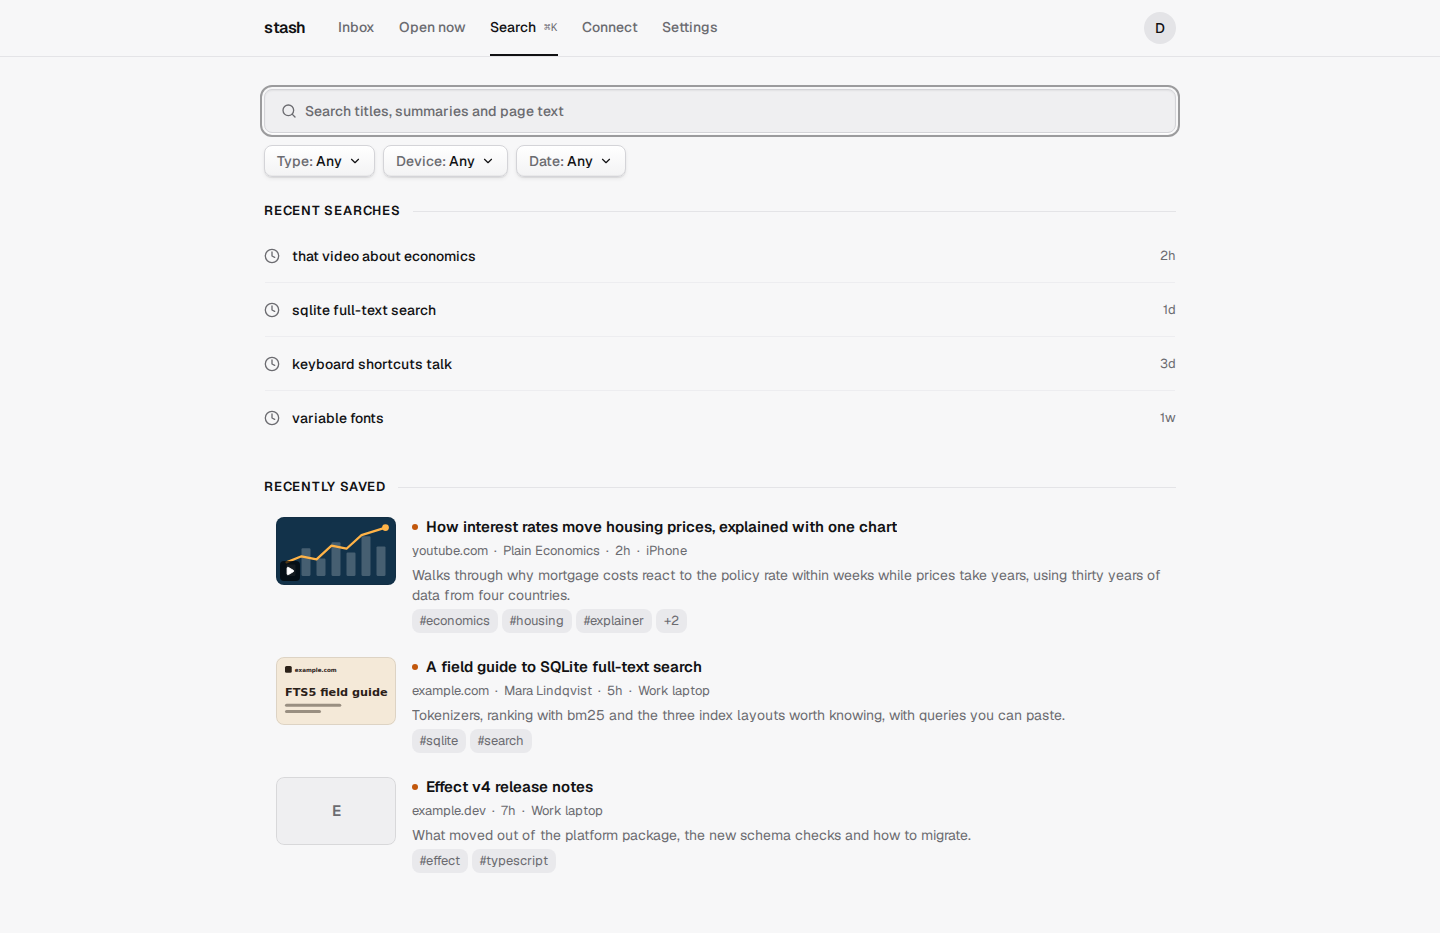 stash
Inbox
Open now
Search ⌘K
Connect
Settings
D
Search titles, summaries and page text
Type: Any
Device: Any
Date: Any
RECENT SEARCHES
that video about economics
2h
sqlite full-text search
1d
keyboard shortcuts talk
3d
variable fonts
1w
RECENTLY SAVED
How interest rates move housing prices, explained with one chart
youtube.com · Plain Economics · 2h · iPhone
Walks through why mortgage costs react to the policy rate within weeks while prices take years, using thirty years of
data from four countries.
#economics #housing #explainer +2
example.com
FTS5 field guide
A field guide to SQLite full-text search
example.com · Mara Lindqvist · 5h · Work laptop
Tokenizers, ranking with bm25 and the three index layouts worth knowing, with queries you can paste.
#sqlite #search
E
Effect v4 release notes
example.dev · 7h · Work laptop
What moved out of the platform package, the new schema checks and how to migrate.
#effect #typescript